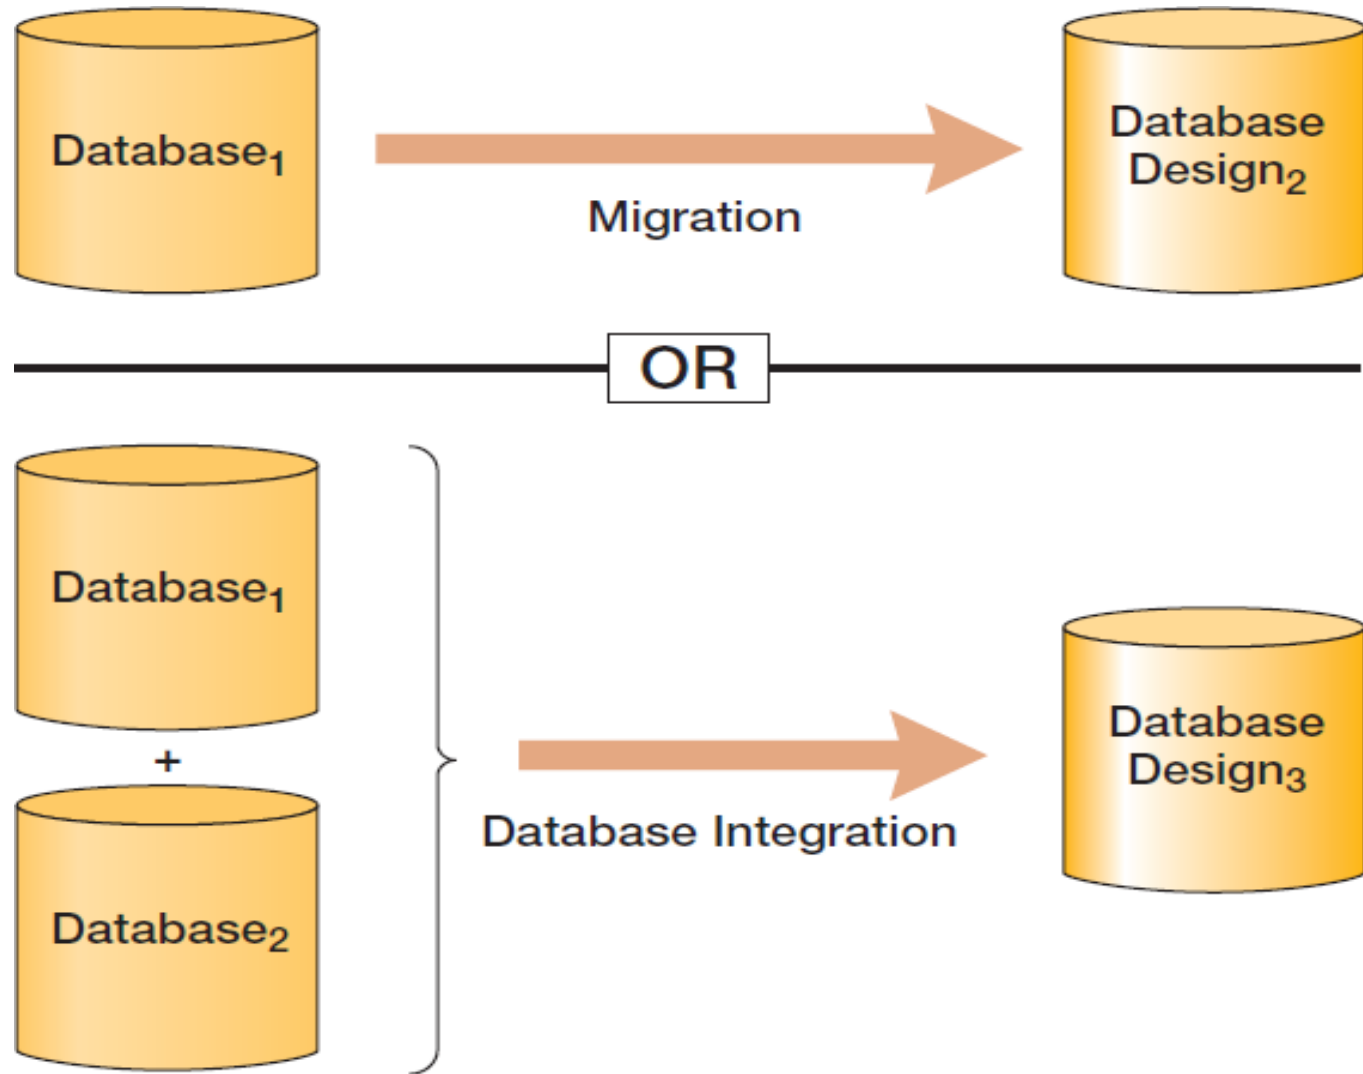 Database₁
Database
Design₂
Migration
OR
Database₁
+
Database₂
Database Integration
Database
Design₃